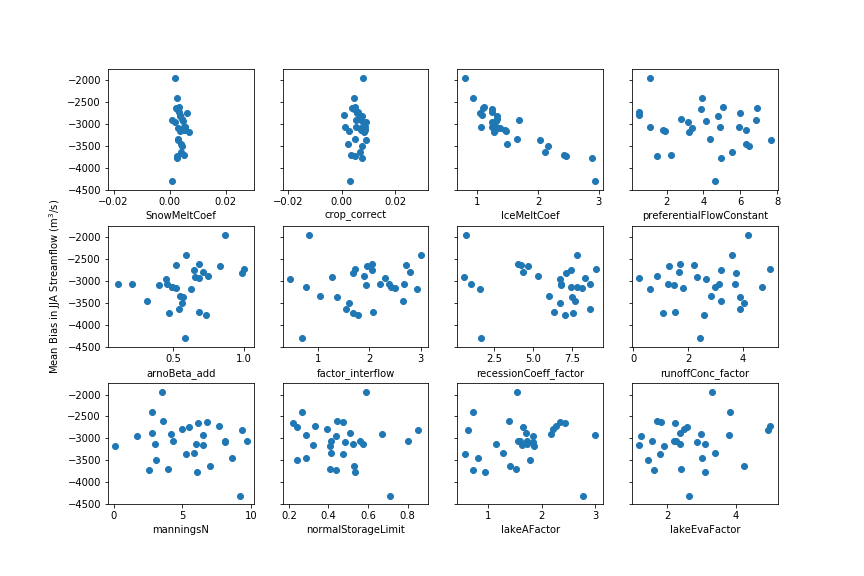 −2000
−2500
−3000
−3500
−4000
−4500
−0.02 0.00 0.02
−0.02 0.00 0.02
1 2 3
2 4 6 8
SnowMeltCoef
crop_correct
IceMeltCoef
preferentialFlowConstant
Mean Bias in JJA Streamflow (m³/s)
−2000
−2500
−3000
−3500
−4000
−4500
0.5 1.0
1 2 3
2.5 5.0 7.5
0 2 4
arnoBeta_add
factor_interflow
recessionCoeff_factor
runoffConc_factor
−2000
−2500
−3000
−3500
−4000
−4500
0 5 10
0.2 0.4 0.6 0.8
1 2 3
2 4
manningsN
normalStorageLimit
lakeAFactor
lakeEvaFactor